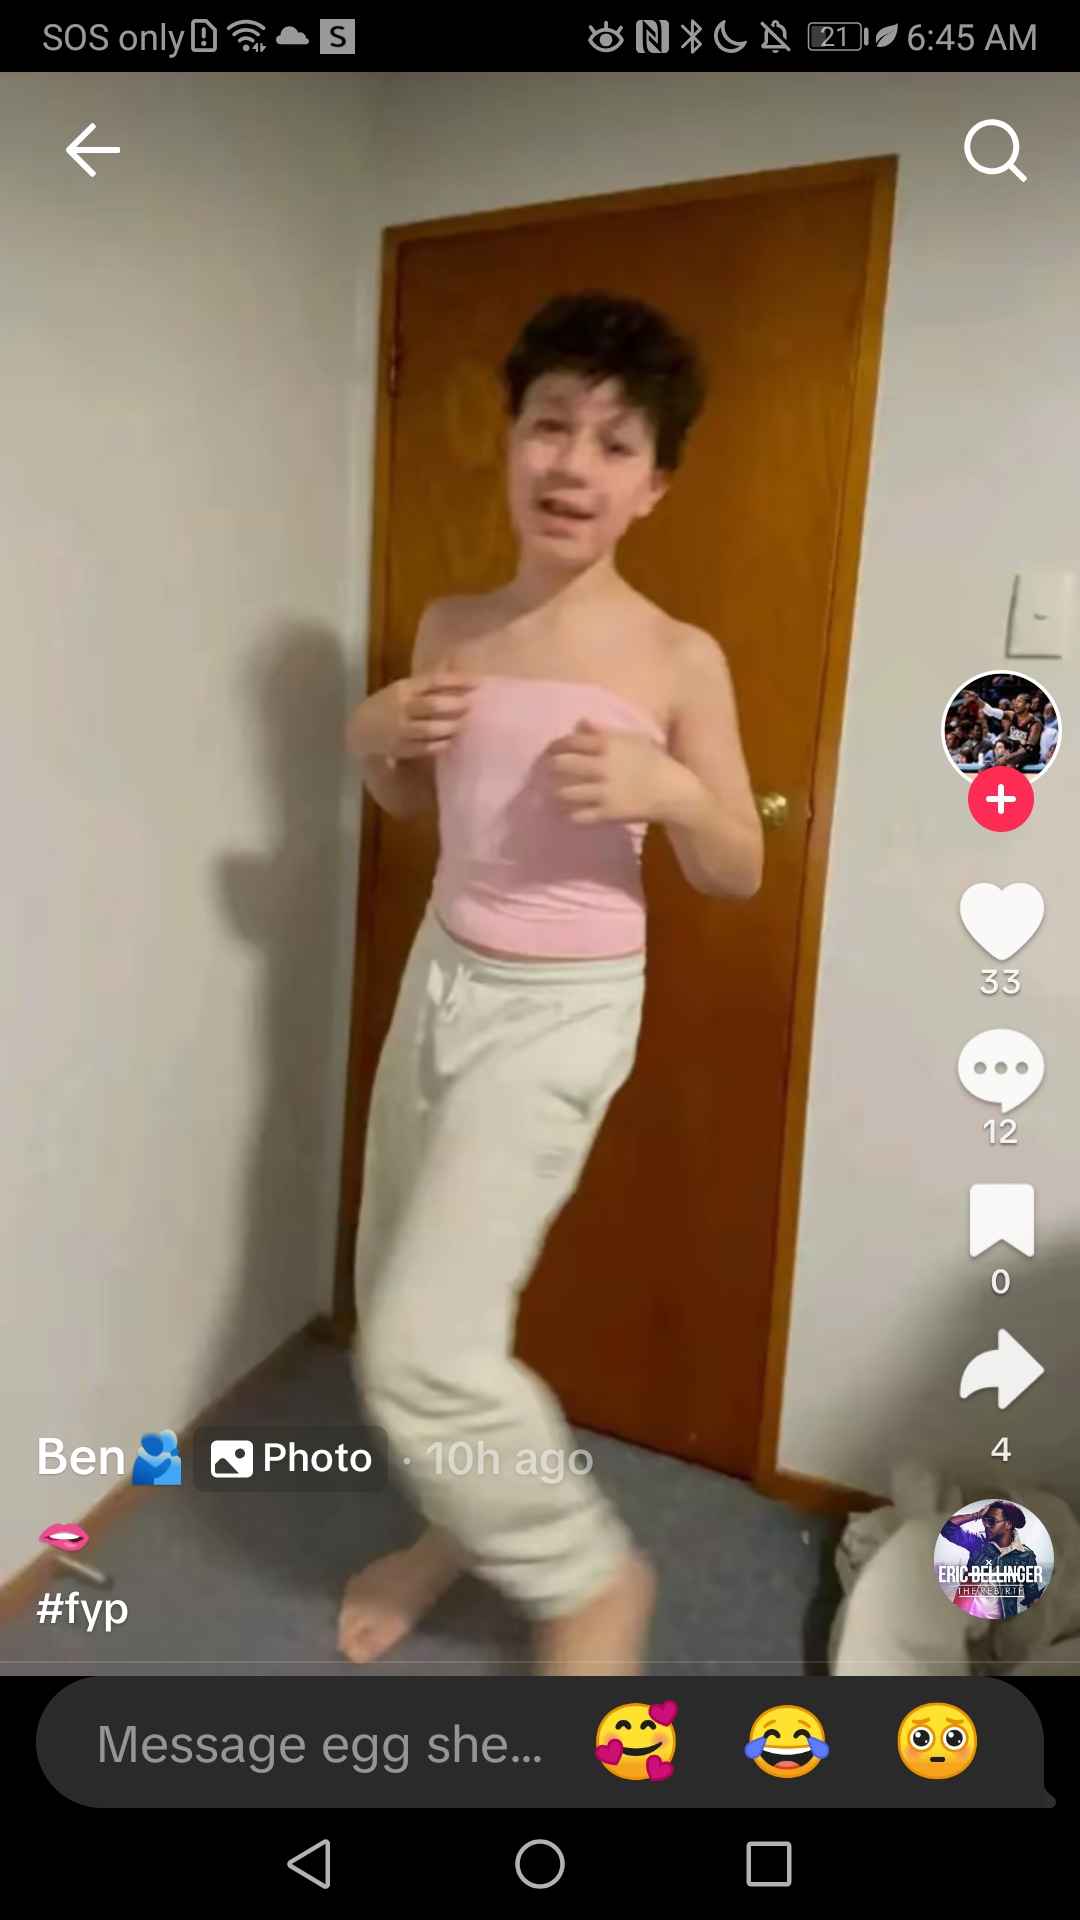 SOS only
S
21
6:45 AM
33
12
0
4
Ben🫂 Photo · 10h ago
🫦
#fyp
ERIC BELLINGER
THE REBIRTH
Message egg she...